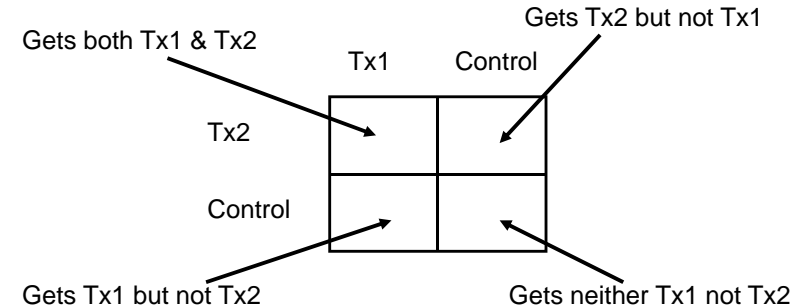 Gets Tx2 but not Tx1
Gets both Tx1 & Tx2
Tx1 Control
Tx2
Control
Gets Tx1 but not Tx2 Gets neither Tx1 not Tx2